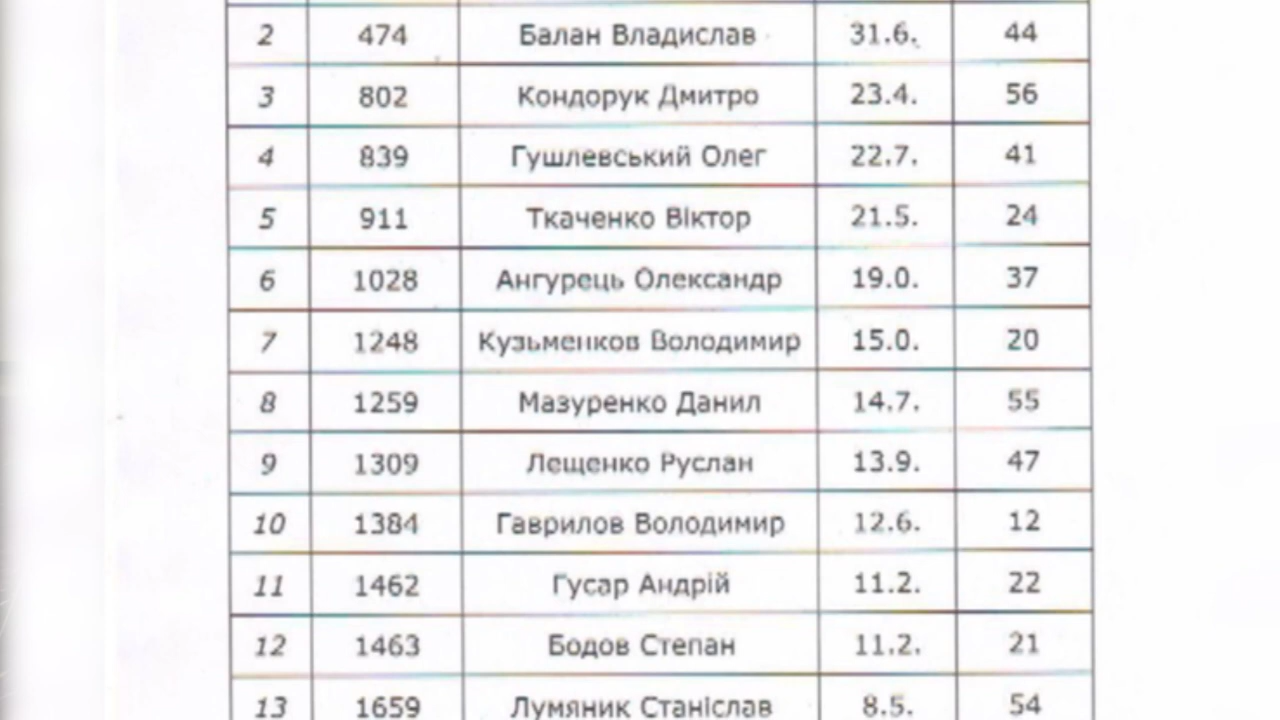 2 474 Балан Владислав 31.6. 44
3 802 Кондорук Дмитро 23.4. 56
4 839 Гушлевський Олег 22.7. 41
5 911 Ткаченко Віктор 21.5. 24
6 1028 Ангурець Олександр 19.0. 37
7 1248 Кузьменков Володимир 15.0. 20
8 1259 Мазуренко Данил 14.7. 55
9 1309 Лещенко Руслан 13.9. 47
10 1384 Гаврилов Володимир 12.6. 12
11 1462 Гусар Андрій 11.2. 22
12 1463 Бодов Степан 11.2. 21
13 1659 Лумяник Станіслав 8.5. 54